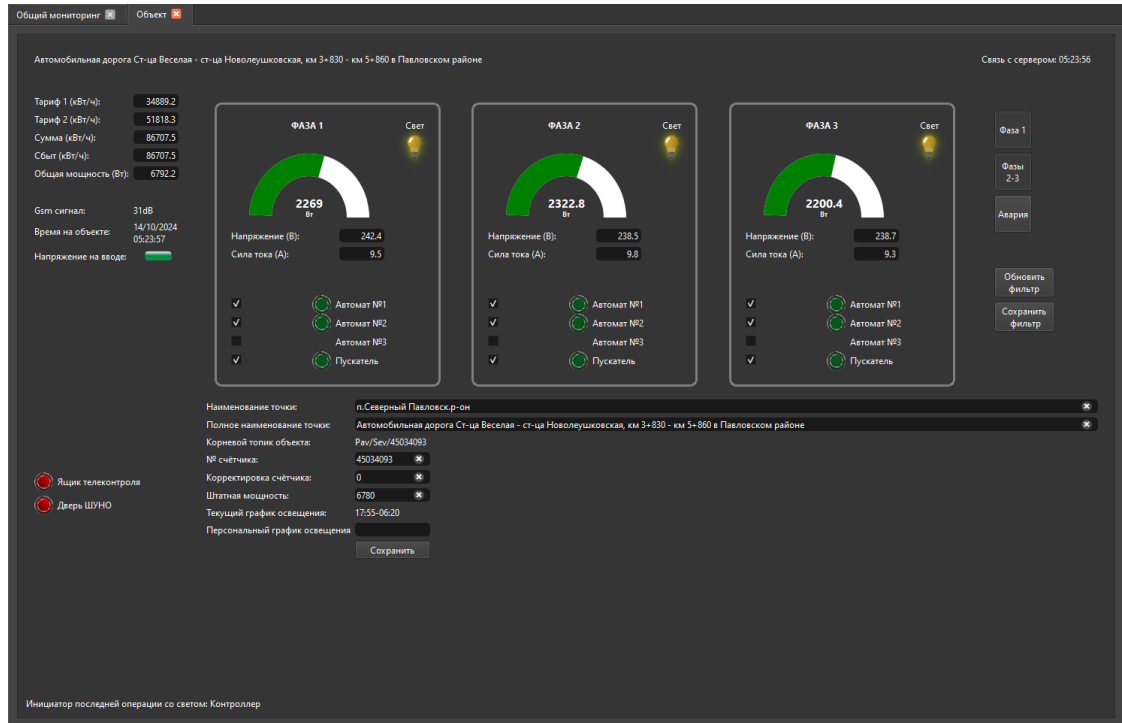 Общий мониторинг
Объект
Автомобильная дорога Ст-ца Веселая - ст-ца Новолеушковская, км 3+830 - км 5+860 в Павловском районе
Связь с сервером: 05:23:56
Тариф 1 (кВт/ч): 34889.2
Тариф 2 (кВт/ч): 51818.3
Сумма (кВт/ч): 86707.5
Сбыт (кВт/ч): 86707.5
Общая мощность (Вт): 6792.2
Gsm сигнал: 31dB
Время на объекте: 14/10/2024
05:23:57
Напряжение на вводе:
ФАЗА 1
Свет
2269
Вт
Напряжение (В): 242.4
Сила тока (А): 9.5
Автомат №1
Автомат №2
Автомат №3
Пускатель
ФАЗА 2
Свет
2322.8
Вт
Напряжение (В): 238.5
Сила тока (А): 9.8
Автомат №1
Автомат №2
Автомат №3
Пускатель
ФАЗА 3
Свет
2200.4
Вт
Напряжение (В): 238.7
Сила тока (А): 9.3
Автомат №1
Автомат №2
Автомат №3
Пускатель
Фаза 1
Фазы
2-3
Авария
Обновить
фильтр
Сохранить
фильтр
Наименование точки: п.Северный Павловск.р-он
Полное наименование точки: Автомобильная дорога Ст-ца Веселая - ст-ца Новолеушковская, км 3+830 - км 5+860 в Павловском районе
Корневой топик объекта: Pav/Sev/45034093
№ счётчика: 45034093
Корректировка счётчика: 0
Штатная мощность: 6780
Текущий график освещения: 17:55-06:20
Персональный график освещения
Сохранить
Ящик телеконтроля
Дверь ШУНО
Инициатор последней операции со светом: Контроллер